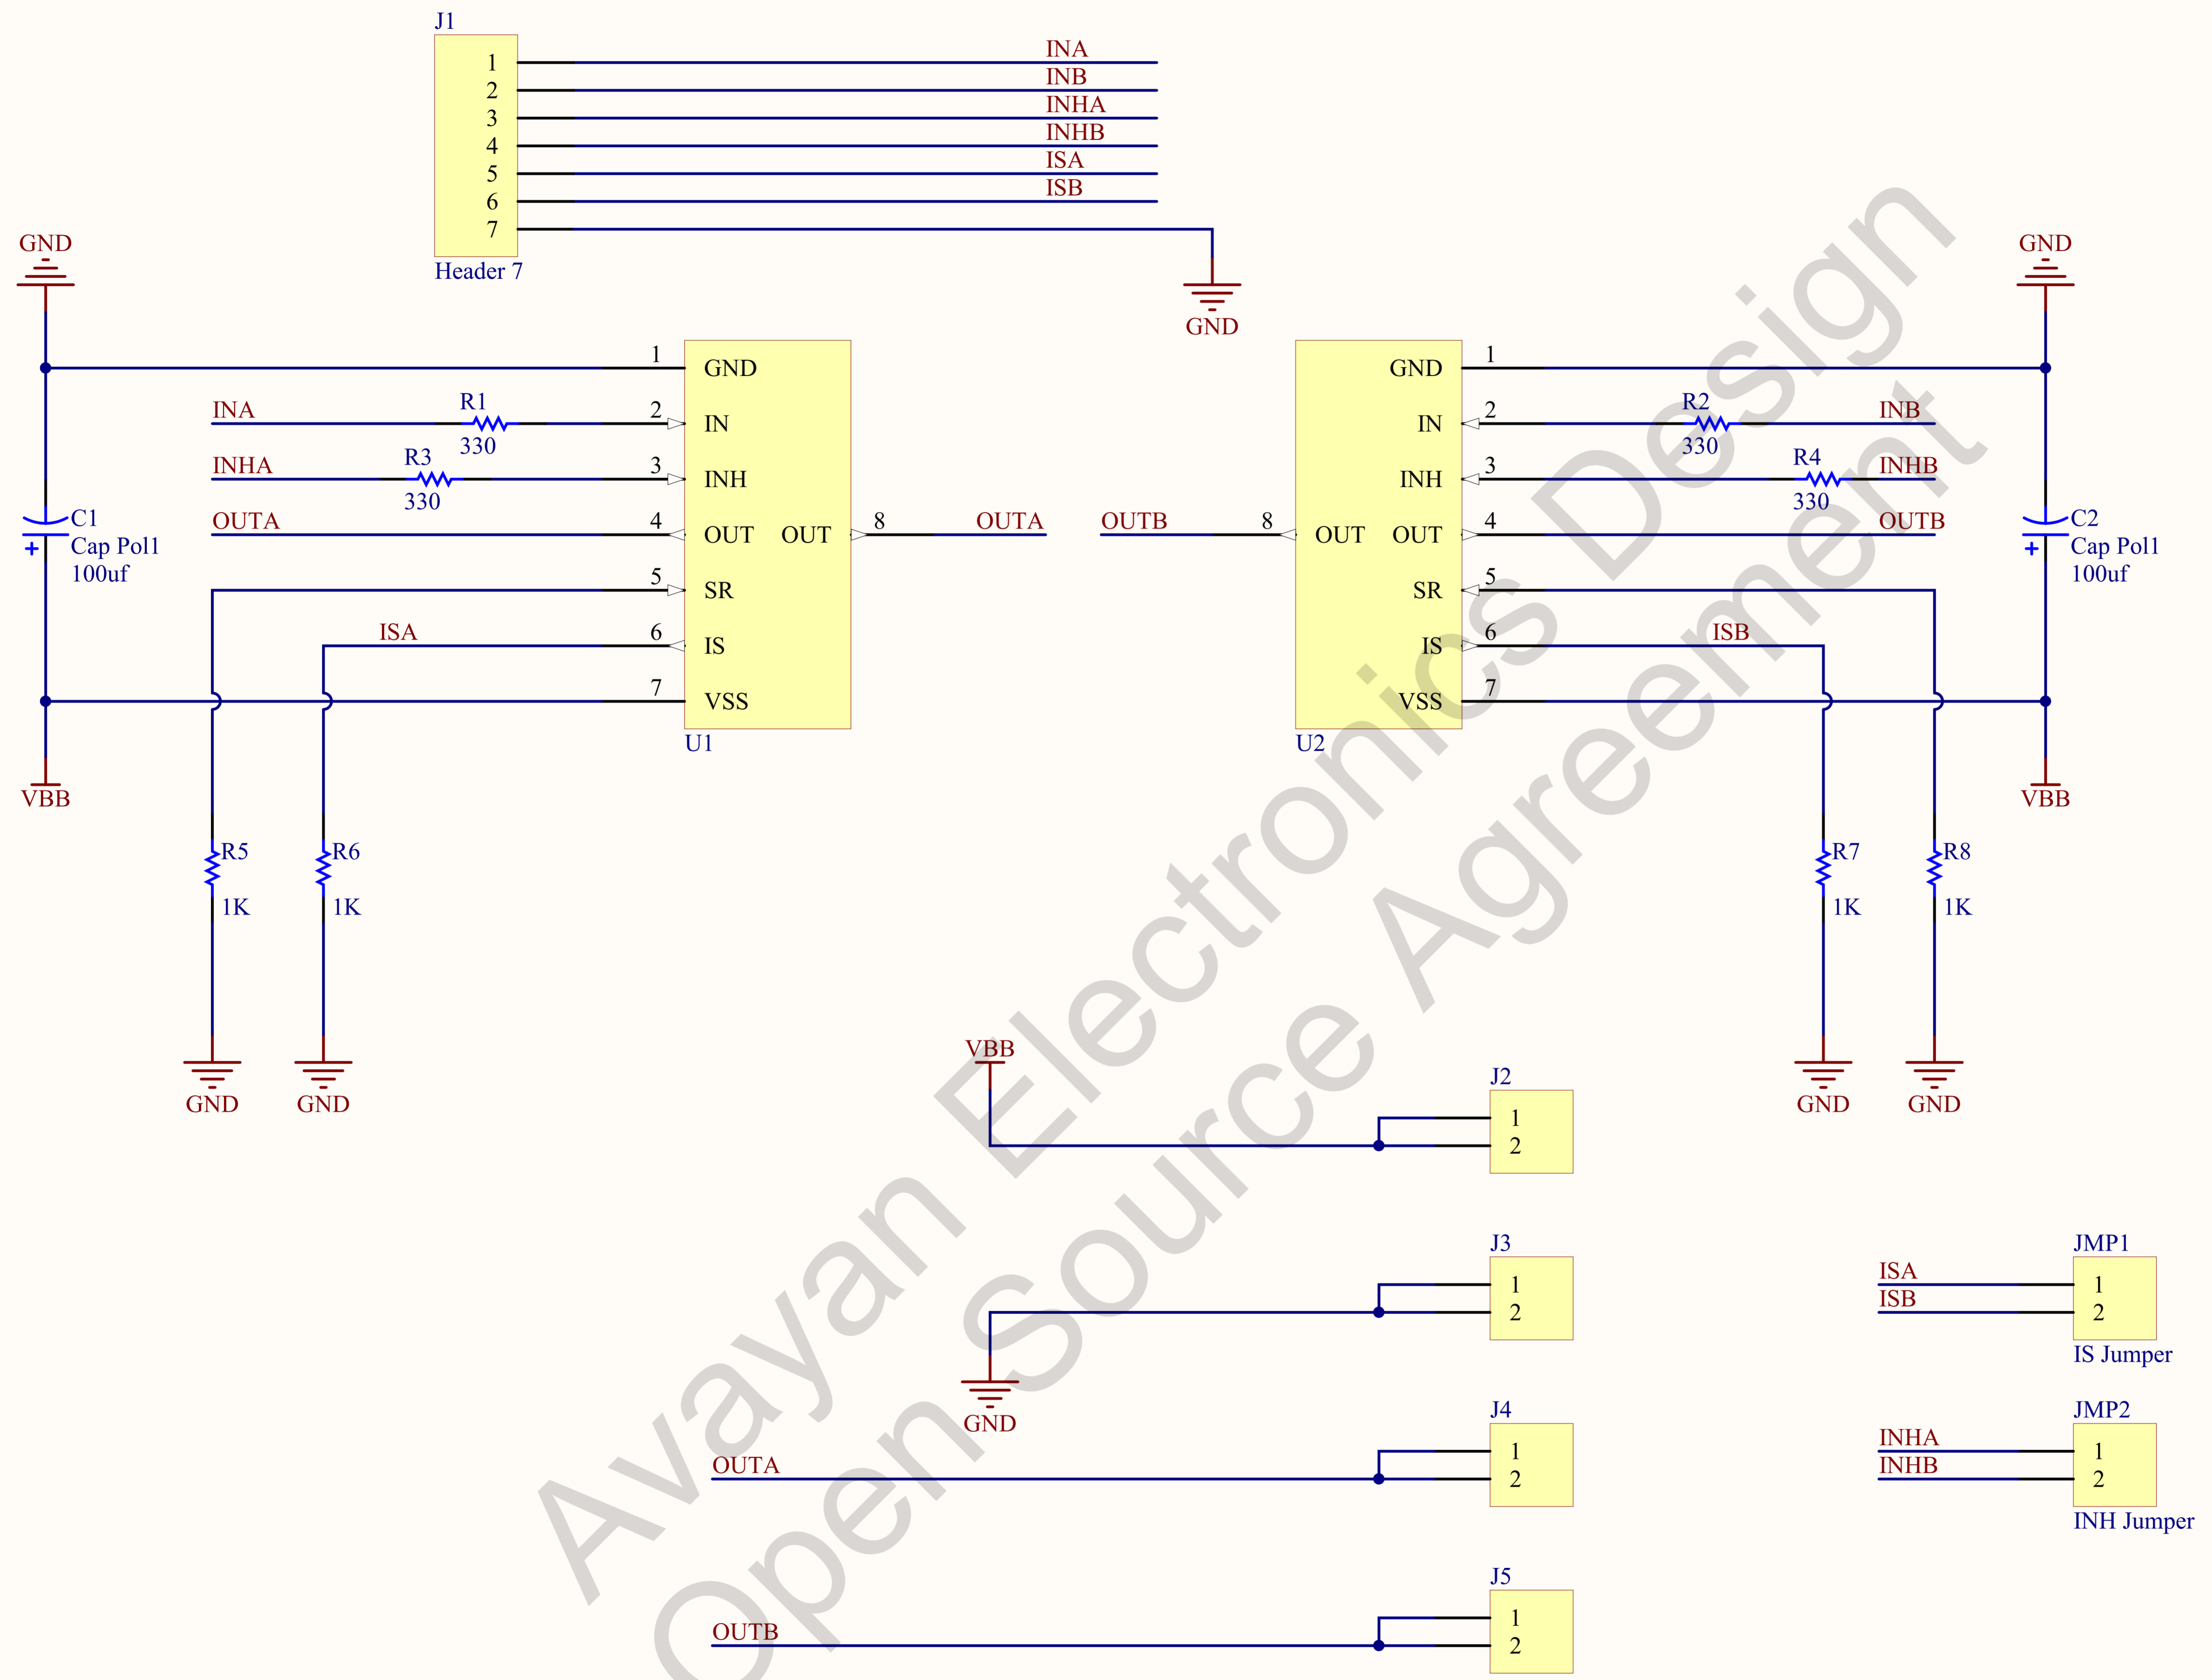 J1
1
INA
2
INB
3
INHA
4
INHB
5
ISA
6
ISB
7
Header 7
GND
GND
C1
Cap Pol1
100uf
VBB
INA
R1
330
INHA
R3
330
OUTA
ISA
1
GND
2
IN
3
INH
4
OUT
OUT
8
OUTA
5
SR
6
IS
7
VSS
U1
R5
1K
R6
1K
GND
GND
GND
C2
Cap Pol1
100uf
VBB
OUTB
8
OUT
GND
1
IN
2
R2
330
INB
INH
3
R4
330
INHB
OUT
4
OUTB
SR
5
IS
6
ISB
VSS
7
U2
R7
1K
R8
1K
GND
GND
VBB
J2
1
2
J3
1
2
GND
J4
OUTA
1
2
J5
OUTB
1
2
JMP1
ISA
1
ISB
2
IS Jumper
JMP2
INHA
1
INHB
2
INH Jumper
Avayan Electronics Design
Open Source Agreement